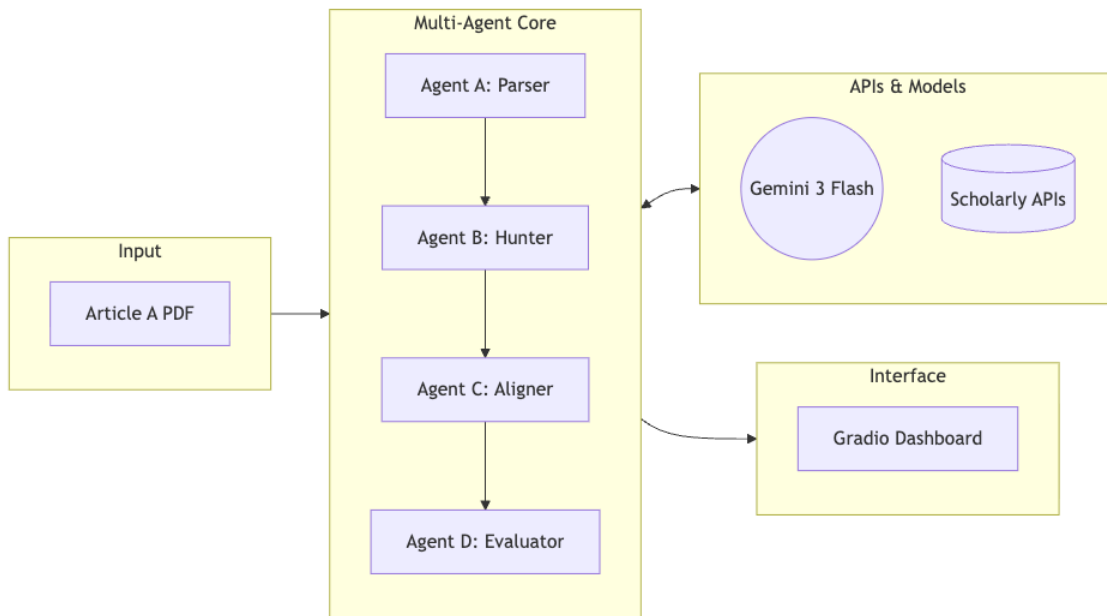 Multi-Agent Core
Agent A: Parser
APIs & Models
Gemini 3 Flash
Scholarly APIs
Agent B: Hunter
Input
Article A PDF
Agent C: Aligner
Interface
Gradio Dashboard
Agent D: Evaluator